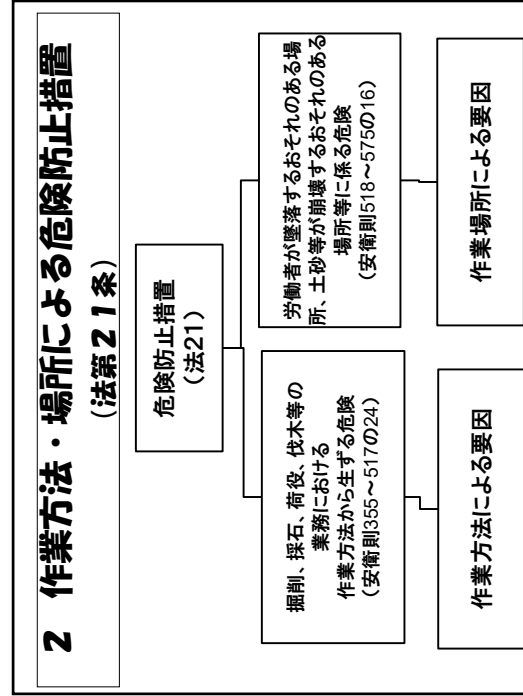 2 作業方法・場所による危険防止措置
(法第21条)
危険防止措置
(法21)
掘削、採石、荷役、伐木等の
業務における
作業方法から生ずる危険
(安衛則355～517の24)
労働者が墜落するおそれのある場
所、土砂等が崩壊するおそれのある
場所等に係る危険
(安衛則518～575の16)
作業方法による要因
作業場所による要因